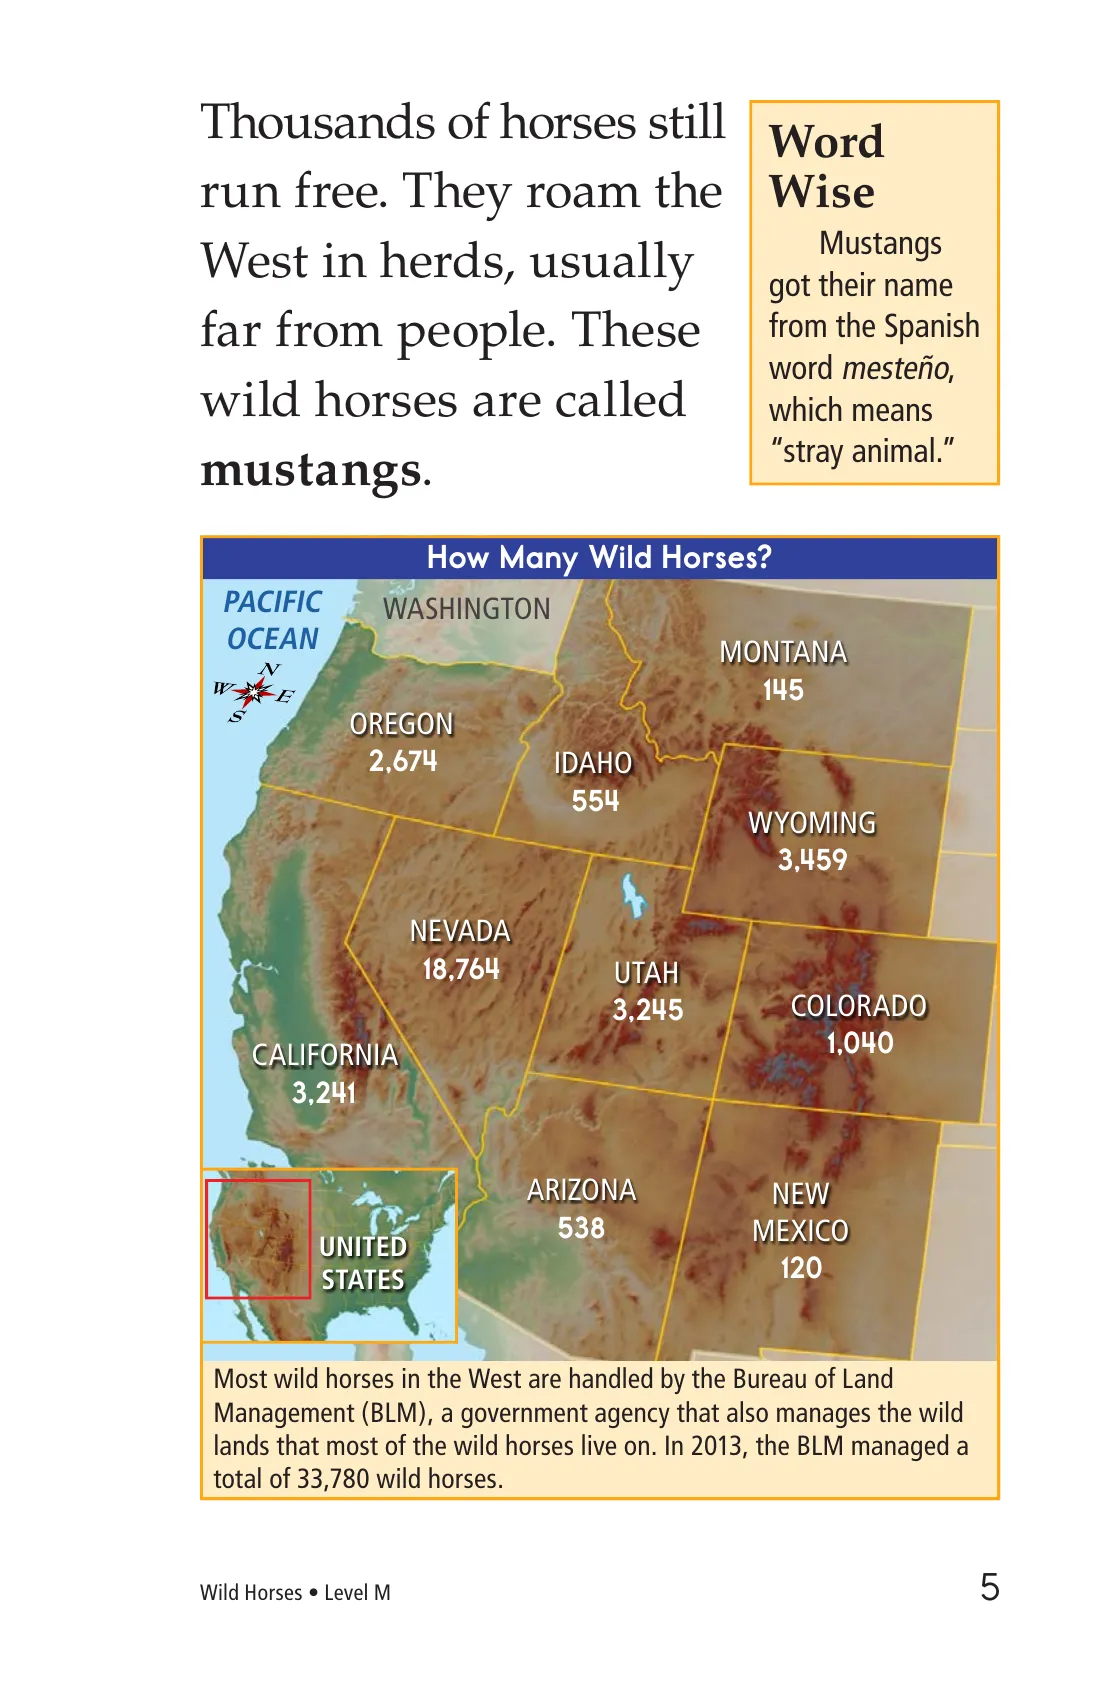 Thousands of horses still
run free. They roam the
West in herds, usually
far from people. These
wild horses are called
mustangs.
Word
Wise
Mustangs
got their name
from the Spanish
word mesteño,
which means
“stray animal.”
How Many Wild Horses?
PACIFIC
OCEAN
N
W
E
S
WASHINGTON
MONTANA
145
OREGON
2,674
IDAHO
554
WYOMING
3,459
NEVADA
18,764
UTAH
3,245
COLORADO
1,040
CALIFORNIA
3,241
ARIZONA
538
NEW
MEXICO
120
UNITED
STATES
Most wild horses in the West are handled by the Bureau of Land
Management (BLM), a government agency that also manages the wild
lands that most of the wild horses live on. In 2013, the BLM managed a
total of 33,780 wild horses.
Wild Horses • Level M
5